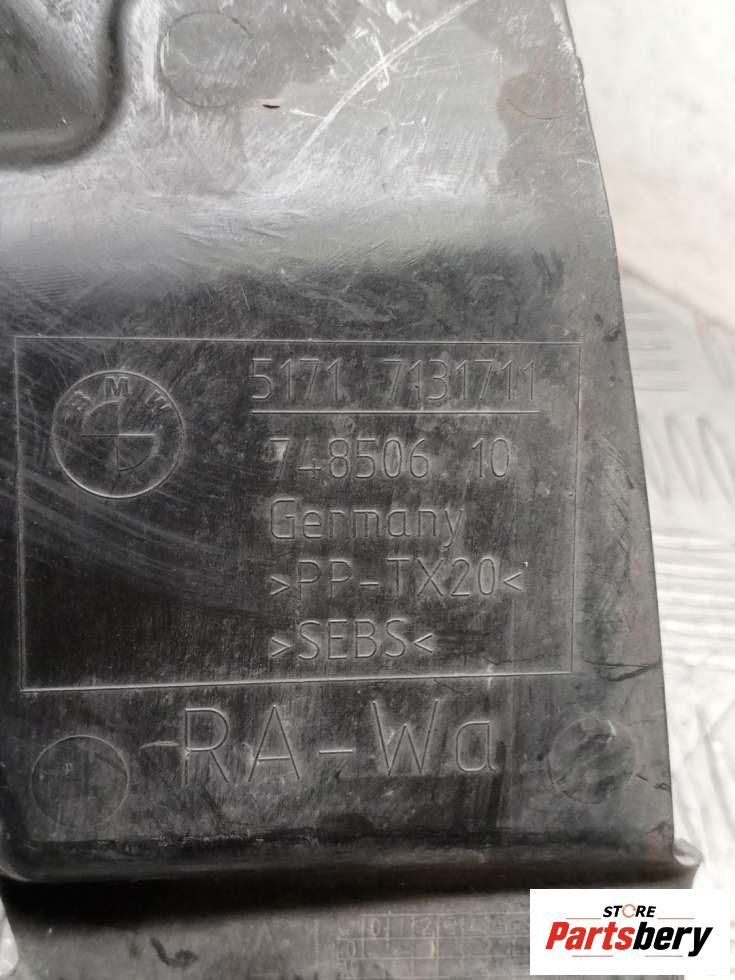 BMW
5171 7131711
748506 10
Germany
>PP-TX20<
>SEBS<
RA-Wa
STORE
Partsbery